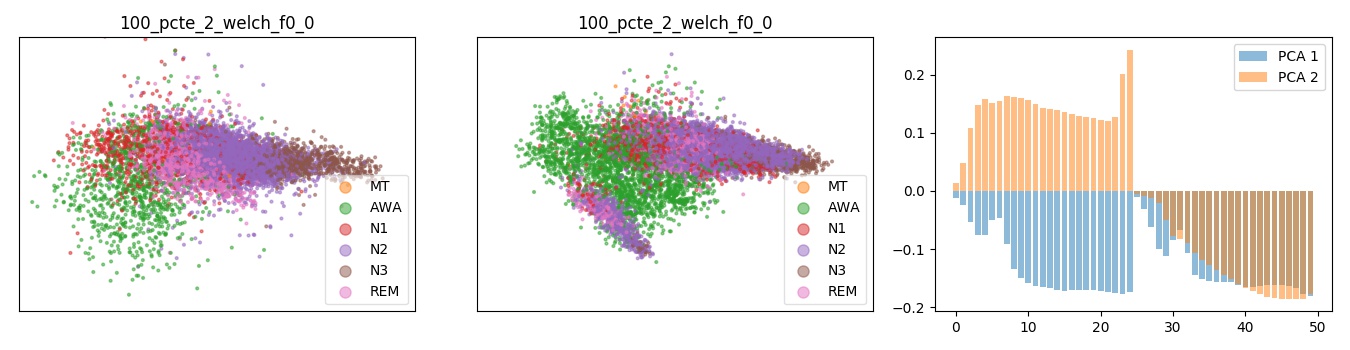 100_pcte_2_welch_f0_0
MT
AWA
N1
N2
N3
REM
100_pcte_2_welch_f0_0
MT
AWA
N1
N2
N3
REM
PCA 1
PCA 2
0.2
0.1
0.0
−0.1
−0.2
0 10 20 30 40 50